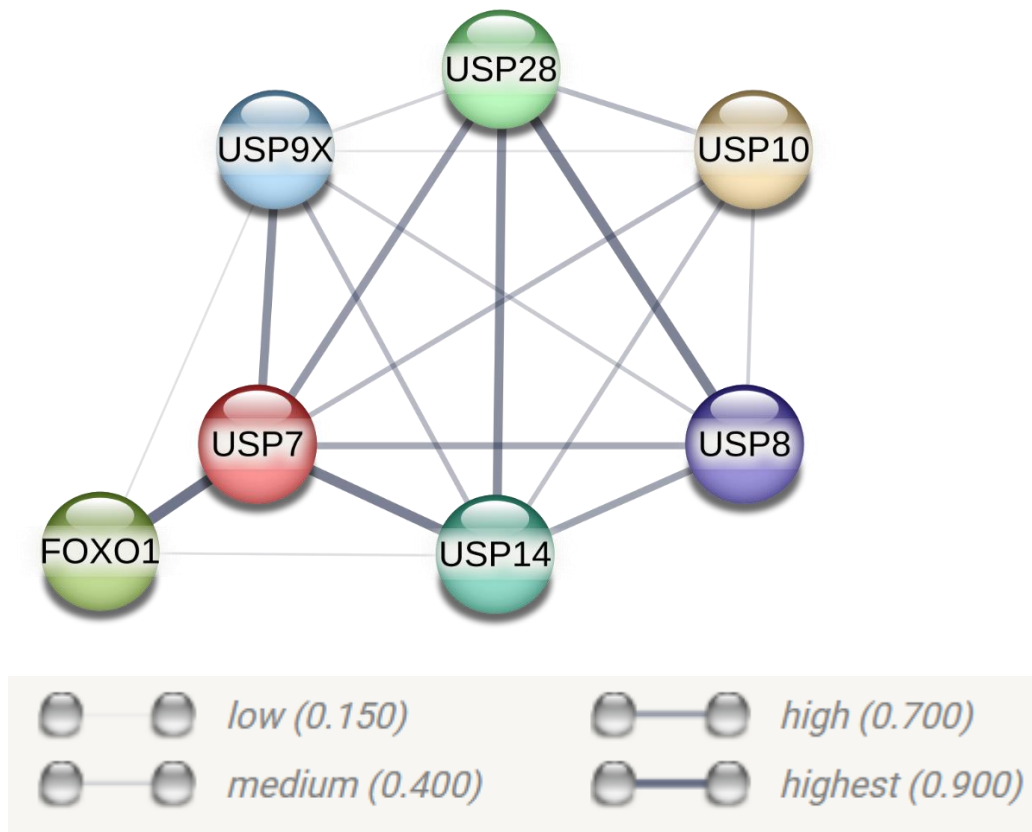 USP28
USP9X
USP10
USP7
USP8
FOXO1
USP14
low (0.150)
high (0.700)
medium (0.400)
highest (0.900)